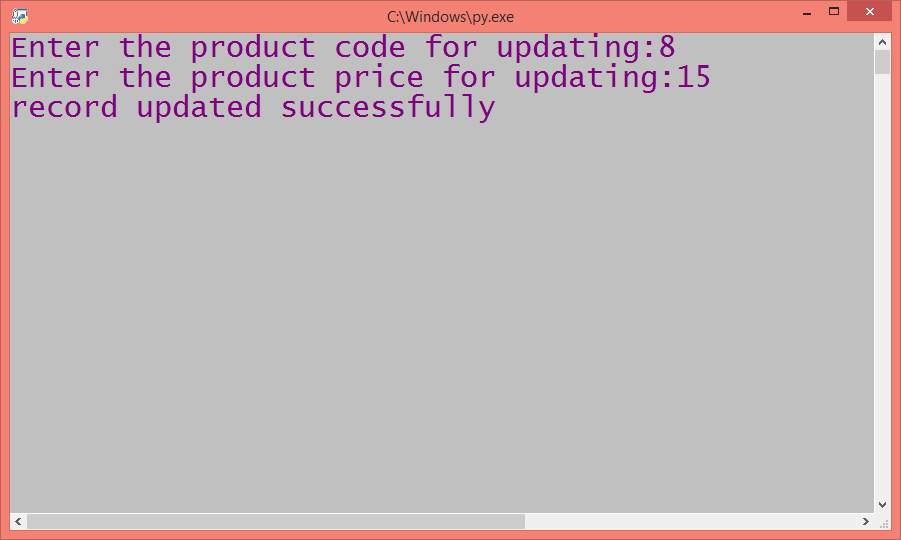 C:\Windows\py.exe
Enter the product code for updating:8
Enter the product price for updating:15
record updated successfully